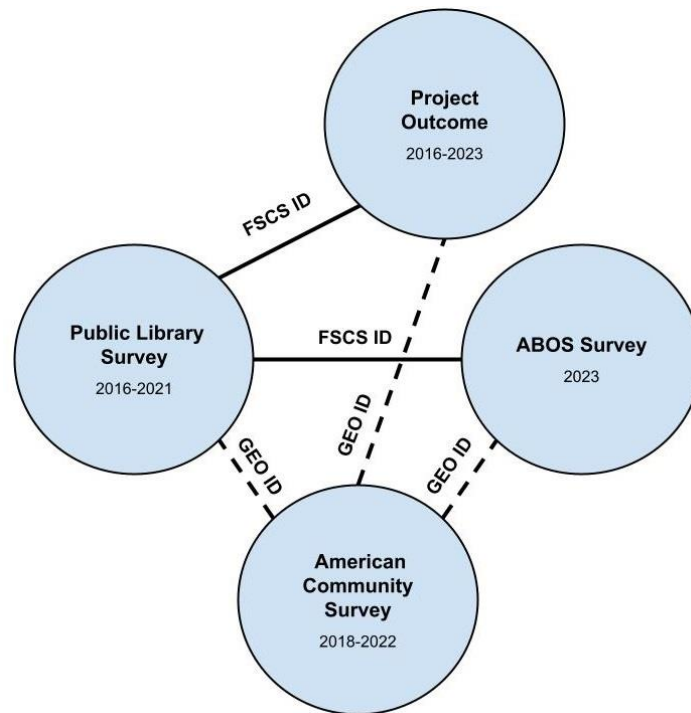 Project
Outcome
2016-2023
FSCS ID
Public Library
Survey
2016-2021
FSCS ID
ABOS Survey
2023
GEO ID
GEO ID
GEO ID
American
Community
Survey
2018-2022